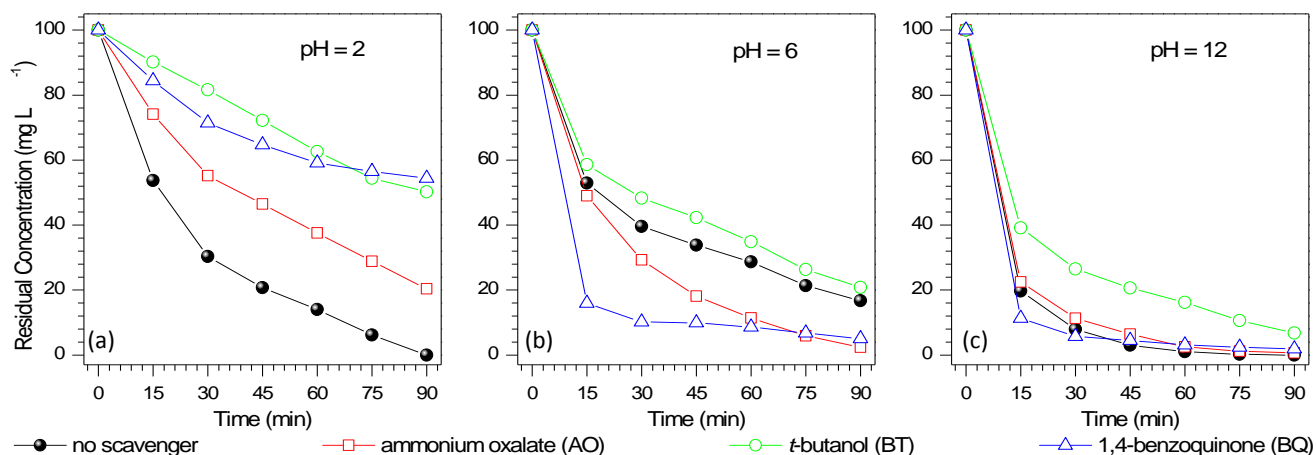 pH = 2
pH = 6
pH = 12
Residual Concentration (mg L⁻¹)
100
80
60
40
20
0
(a)
0 15 30 45 60 75 90
Time (min)
100
80
60
40
20
0
(b)
0 15 30 45 60 75 90
Time (min)
100
80
60
40
20
0
(c)
0 15 30 45 60 75 90
Time (min)
no scavenger
ammonium oxalate (AO)
t-butanol (BT)
1,4-benzoquinone (BQ)